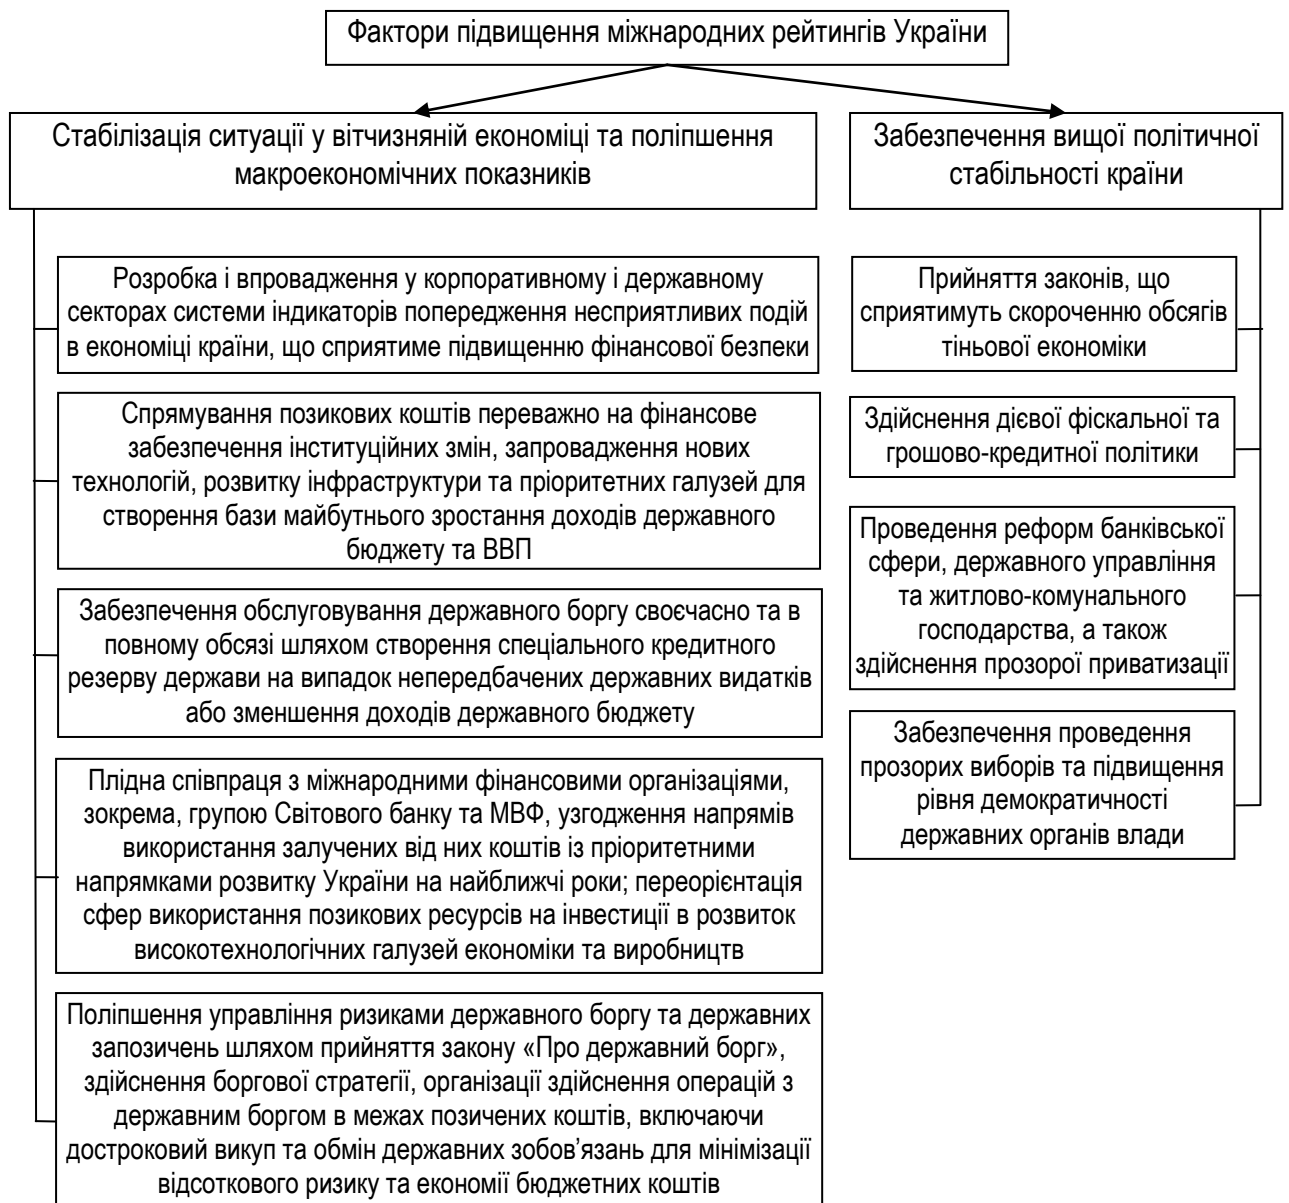 Фактори підвищення міжнародних рейтингів України
Стабілізація ситуації у вітчизняній економіці та поліпшення
макроекономічних показників
Розробка і впровадження у корпоративному і державному
секторах системи індикаторів попередження несприятливих подій
в економіці країни, що сприятиме підвищенню фінансової безпеки
Спрямування позикових коштів переважно на фінансове
забезпечення інституційних змін, запровадження нових
технологій, розвитку інфраструктури та пріоритетних галузей для
створення бази майбутнього зростання доходів державного
бюджету та ВВП
Забезпечення обслуговування державного боргу своєчасно та в
повному обсязі шляхом створення спеціального кредитного
резерву держави на випадок непередбачених державних видатків
або зменшення доходів державного бюджету
Плідна співпраця з міжнародними фінансовими організаціями,
зокрема, групою Світового банку та МВФ, узгодження напрямів
використання залучених від них коштів із пріоритетними
напрямками розвитку України на найближчі роки; переорієнтація
сфер використання позикових ресурсів на інвестиції в розвиток
високотехнологічних галузей економіки та виробництв
Поліпшення управління ризиками державного боргу та державних
запозичень шляхом прийняття закону «Про державний борг»,
здійснення боргової стратегії, організації здійснення операцій з
державним боргом в межах позичених коштів, включаючи
достроковий викуп та обмін державних зобов’язань для мінімізації
відсоткового ризику та економії бюджетних коштів
Забезпечення вищої політичної
стабільності країни
Прийняття законів, що
сприятимуть скороченню обсягів
тіньової економіки
Здійснення дієвої фіскальної та
грошово-кредитної політики
Проведення реформ банківської
сфери, державного управління
та житлово-комунального
господарства, а також
здійснення прозорої приватизації
Забезпечення проведення
прозорих виборів та підвищення
рівня демократичності
державних органів влади